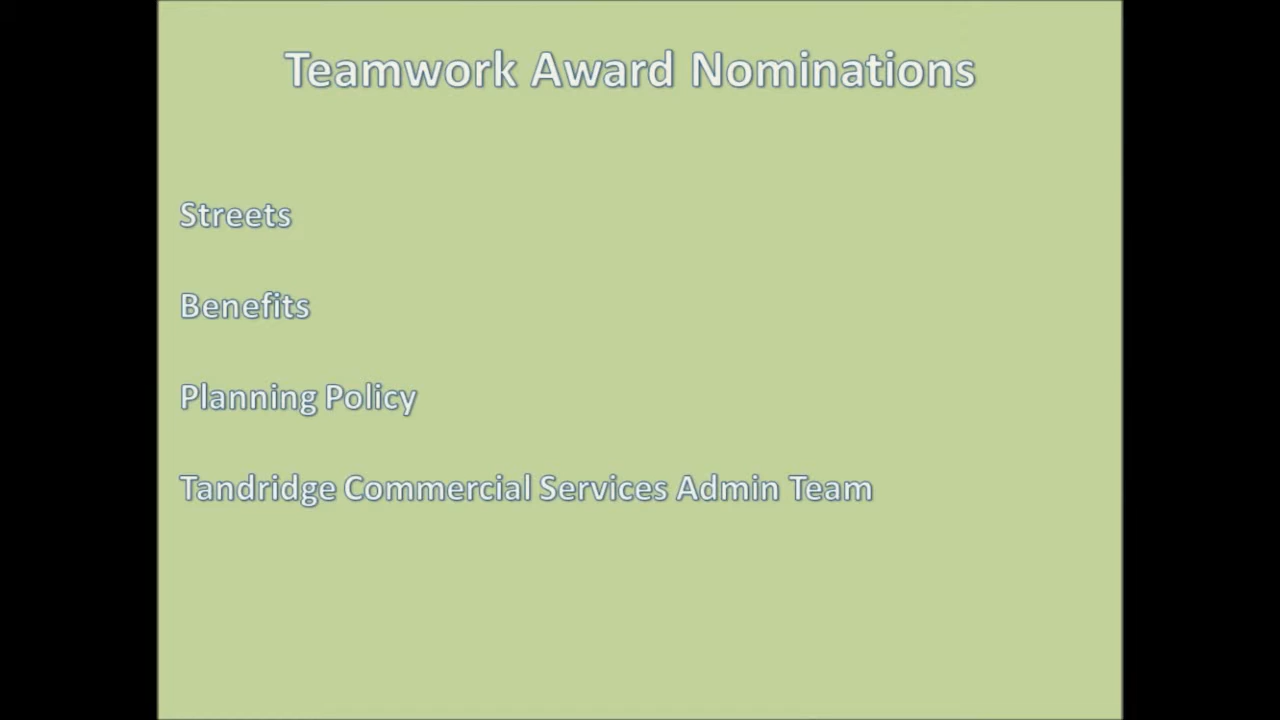 Teamwork Award Nominations
Streets
Benefits
Planning Policy
Tandridge Commercial Services Admin Team